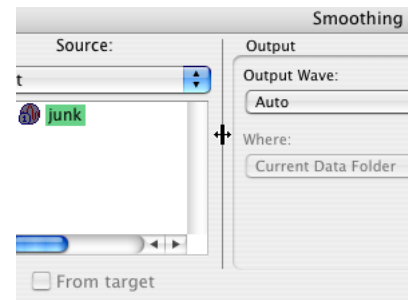 Smoothing
Source:
Output
Output Wave:
t
Auto
junk
Where:
Current Data Folder
From target